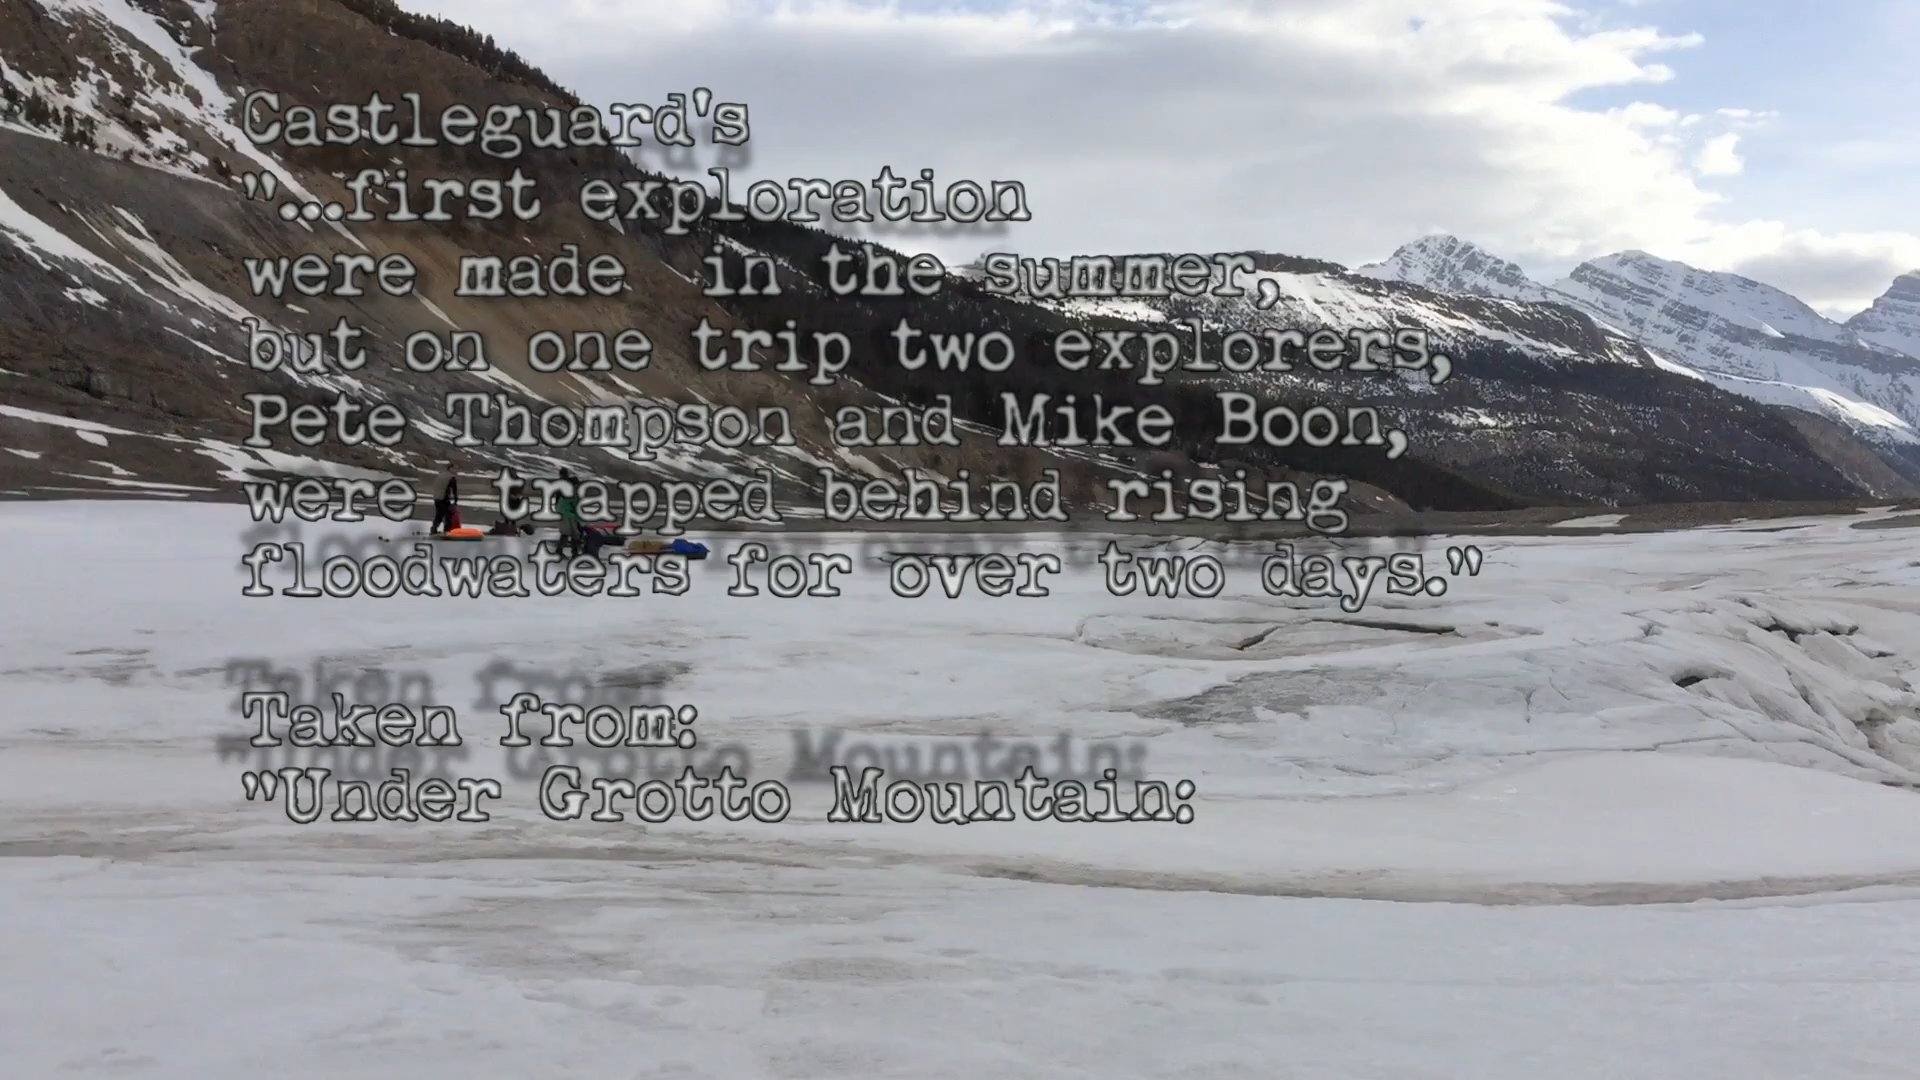 Castleguard's
"...first exploration
were made in the summer,
but on one trip two explorers,
Pete Thompson and Mike Boon,
were trapped behind rising
floodwaters for over two days."
Taken from:
"Under Grotto Mountain: